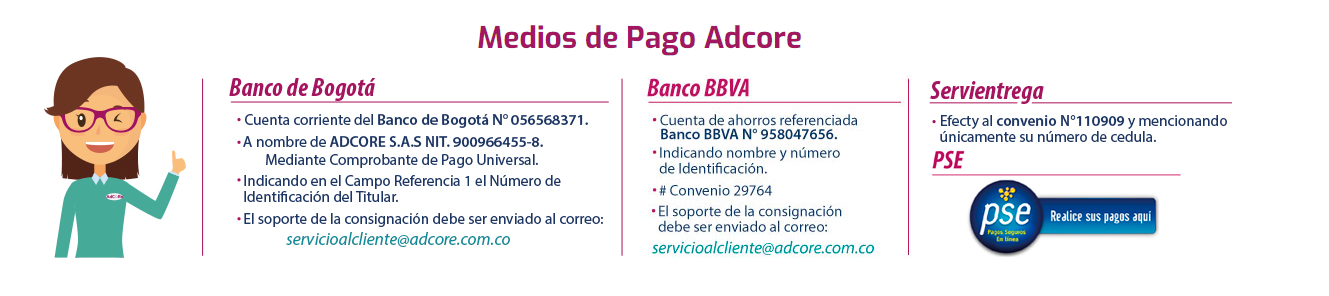 Medios de Pago Adcore
Banco de Bogotá
• Cuenta corriente del Banco de Bogotá N° 056568371.
• A nombre de ADCORE S.A.S NIT. 900966455-8.
Mediante Comprobante de Pago Universal.
• Indicando en el Campo Referencia 1 el Número de
Identificación del Titular.
• El soporte de la consignación debe ser enviado al correo:
servicioalcliente@adcore.com.co
Banco BBVA
• Cuenta de ahorros referenciada
Banco BBVA N° 958047656.
• Indicando nombre y número
de Identificación.
• # Convenio 29764
• El soporte de la consignación
debe ser enviado al correo:
servicioalcliente@adcore.com.co
Servientrega
• Efecty al convenio N°110909 y mencionando
únicamente su número de cedula.
PSE
pse
Pagos Seguros
En línea
Realice sus pagos aquí
AdCoRe